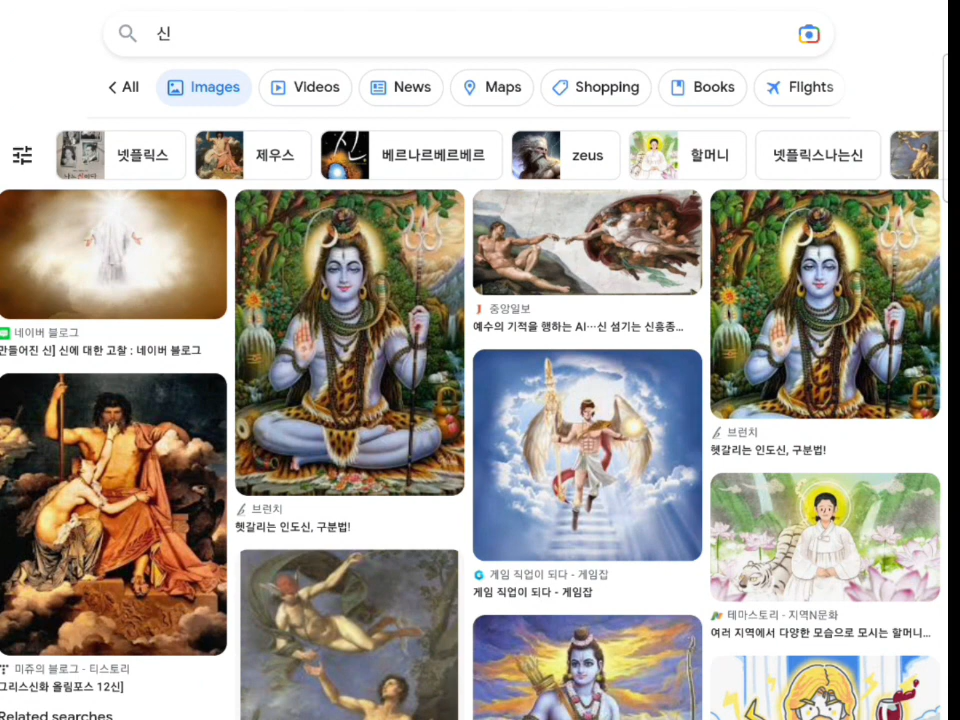 신
All
Images
Videos
News
Maps
Shopping
Books
Flights
넷플릭스
제우스
베르나르베르베르
zeus
할머니
넷플릭스나는신
네이버 블로그
만들어진 신] 신에 대한 고찰 : 네이버 블로그
미쥬의 블로그 - 티스토리
그리스신화 올림포스 12신]
Related searches
브런치
헷갈리는 인도신, 구분법!
중앙일보
예수의 기적을 행하는 AI…신 섬기는 신흥종...
게임 직업이 되다 - 게임잡
게임 직업이 되다 - 게임잡
브런치
헷갈리는 인도신, 구분법!
테마스토리 - 지역N문화
여러 지역에서 다양한 모습으로 모시는 할머니...